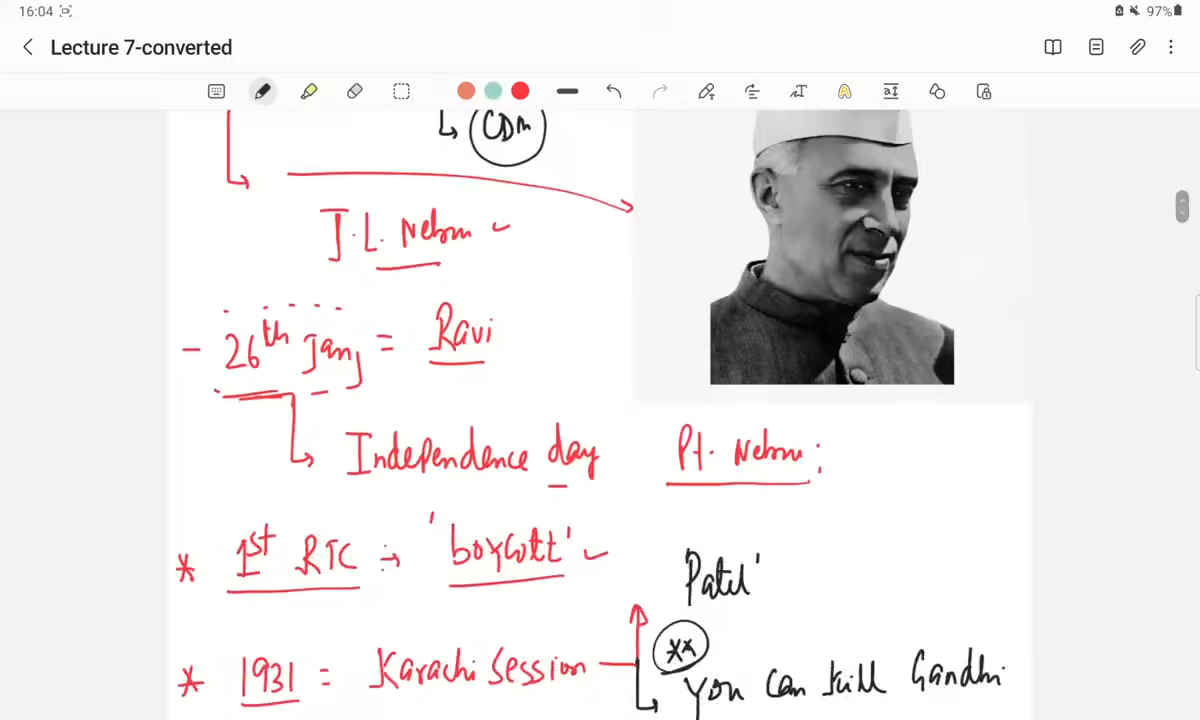 16:04 97%
Lecture 7-converted
↳ CDM
J.L. Nehru
- 26th Jan, = Ravi
↳ Independence day Pt. Nehru:
* 1st RTC → 'boycott'
Patel'
* 1931 = Karachi Session
** You can kill Gandhi